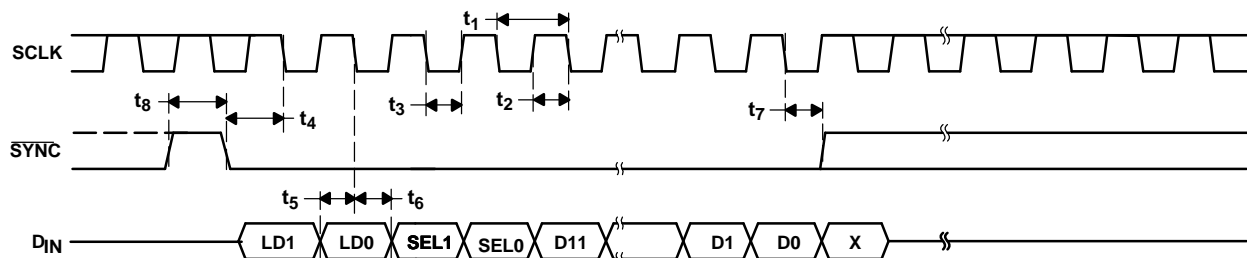 t1
SCLK
t8
t4
t3
t2
t7
SYNC
t5
t6
DIN
LD1
LD0
SEL1
SEL0
D11
D1
D0
X